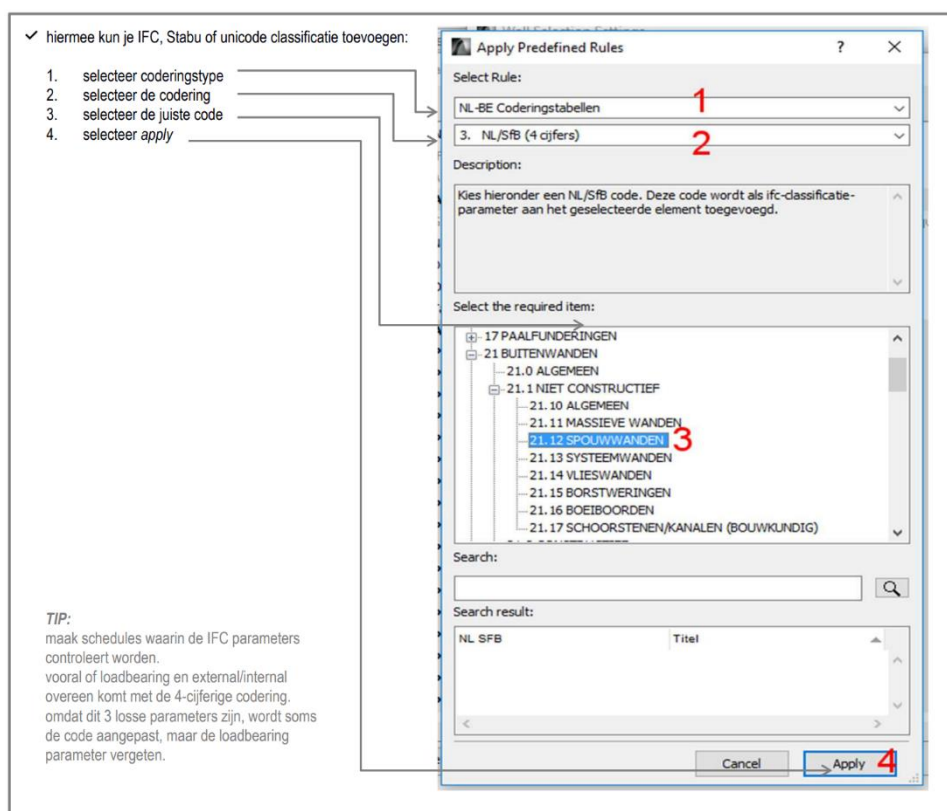 ✓ hiermee kun je IFC, Stabu of unicode classificatie toevoegen:
1. selecteer coderingstype
2. selecteer de codering
3. selecteer de juiste code
4. selecteer apply
TIP:
maak schedules waarin de IFC parameters
controleert worden.
vooral of loadbearing en external/internal
overeen komt met de 4-cijferige codering.
omdat dit 3 losse parameters zijn, wordt soms
de code aangepast, maar de loadbearing
parameter vergeten.
Apply Predefined Rules ? ×
Select Rule:
NL-BE Coderingstabellen 1
3. NL/SfB (4 cijfers) 2
Description:
Kies hieronder een NL/SfB code. Deze code wordt als ifc-classificatie-
parameter aan het geselecteerde element toegevoegd.
Select the required item:
17 PAALFUNDERINGEN
21 BUITENWANDEN
21.0 ALGEMEEN
21.1 NIET CONSTRUCTIEF
21.10 ALGEMEEN
21.11 MASSIEVE WANDEN
21.12 SPOUWWANDEN 3
21.13 SYSTEEMWANDEN
21.14 VLIESWANDEN
21.15 BORSTWERINGEN
21.16 BOEIBOORDEN
21.17 SCHOORSTENEN/KANALEN (BOUWKUNDIG)
Search:
Search result:
NL SFB Titel
Cancel Apply 4